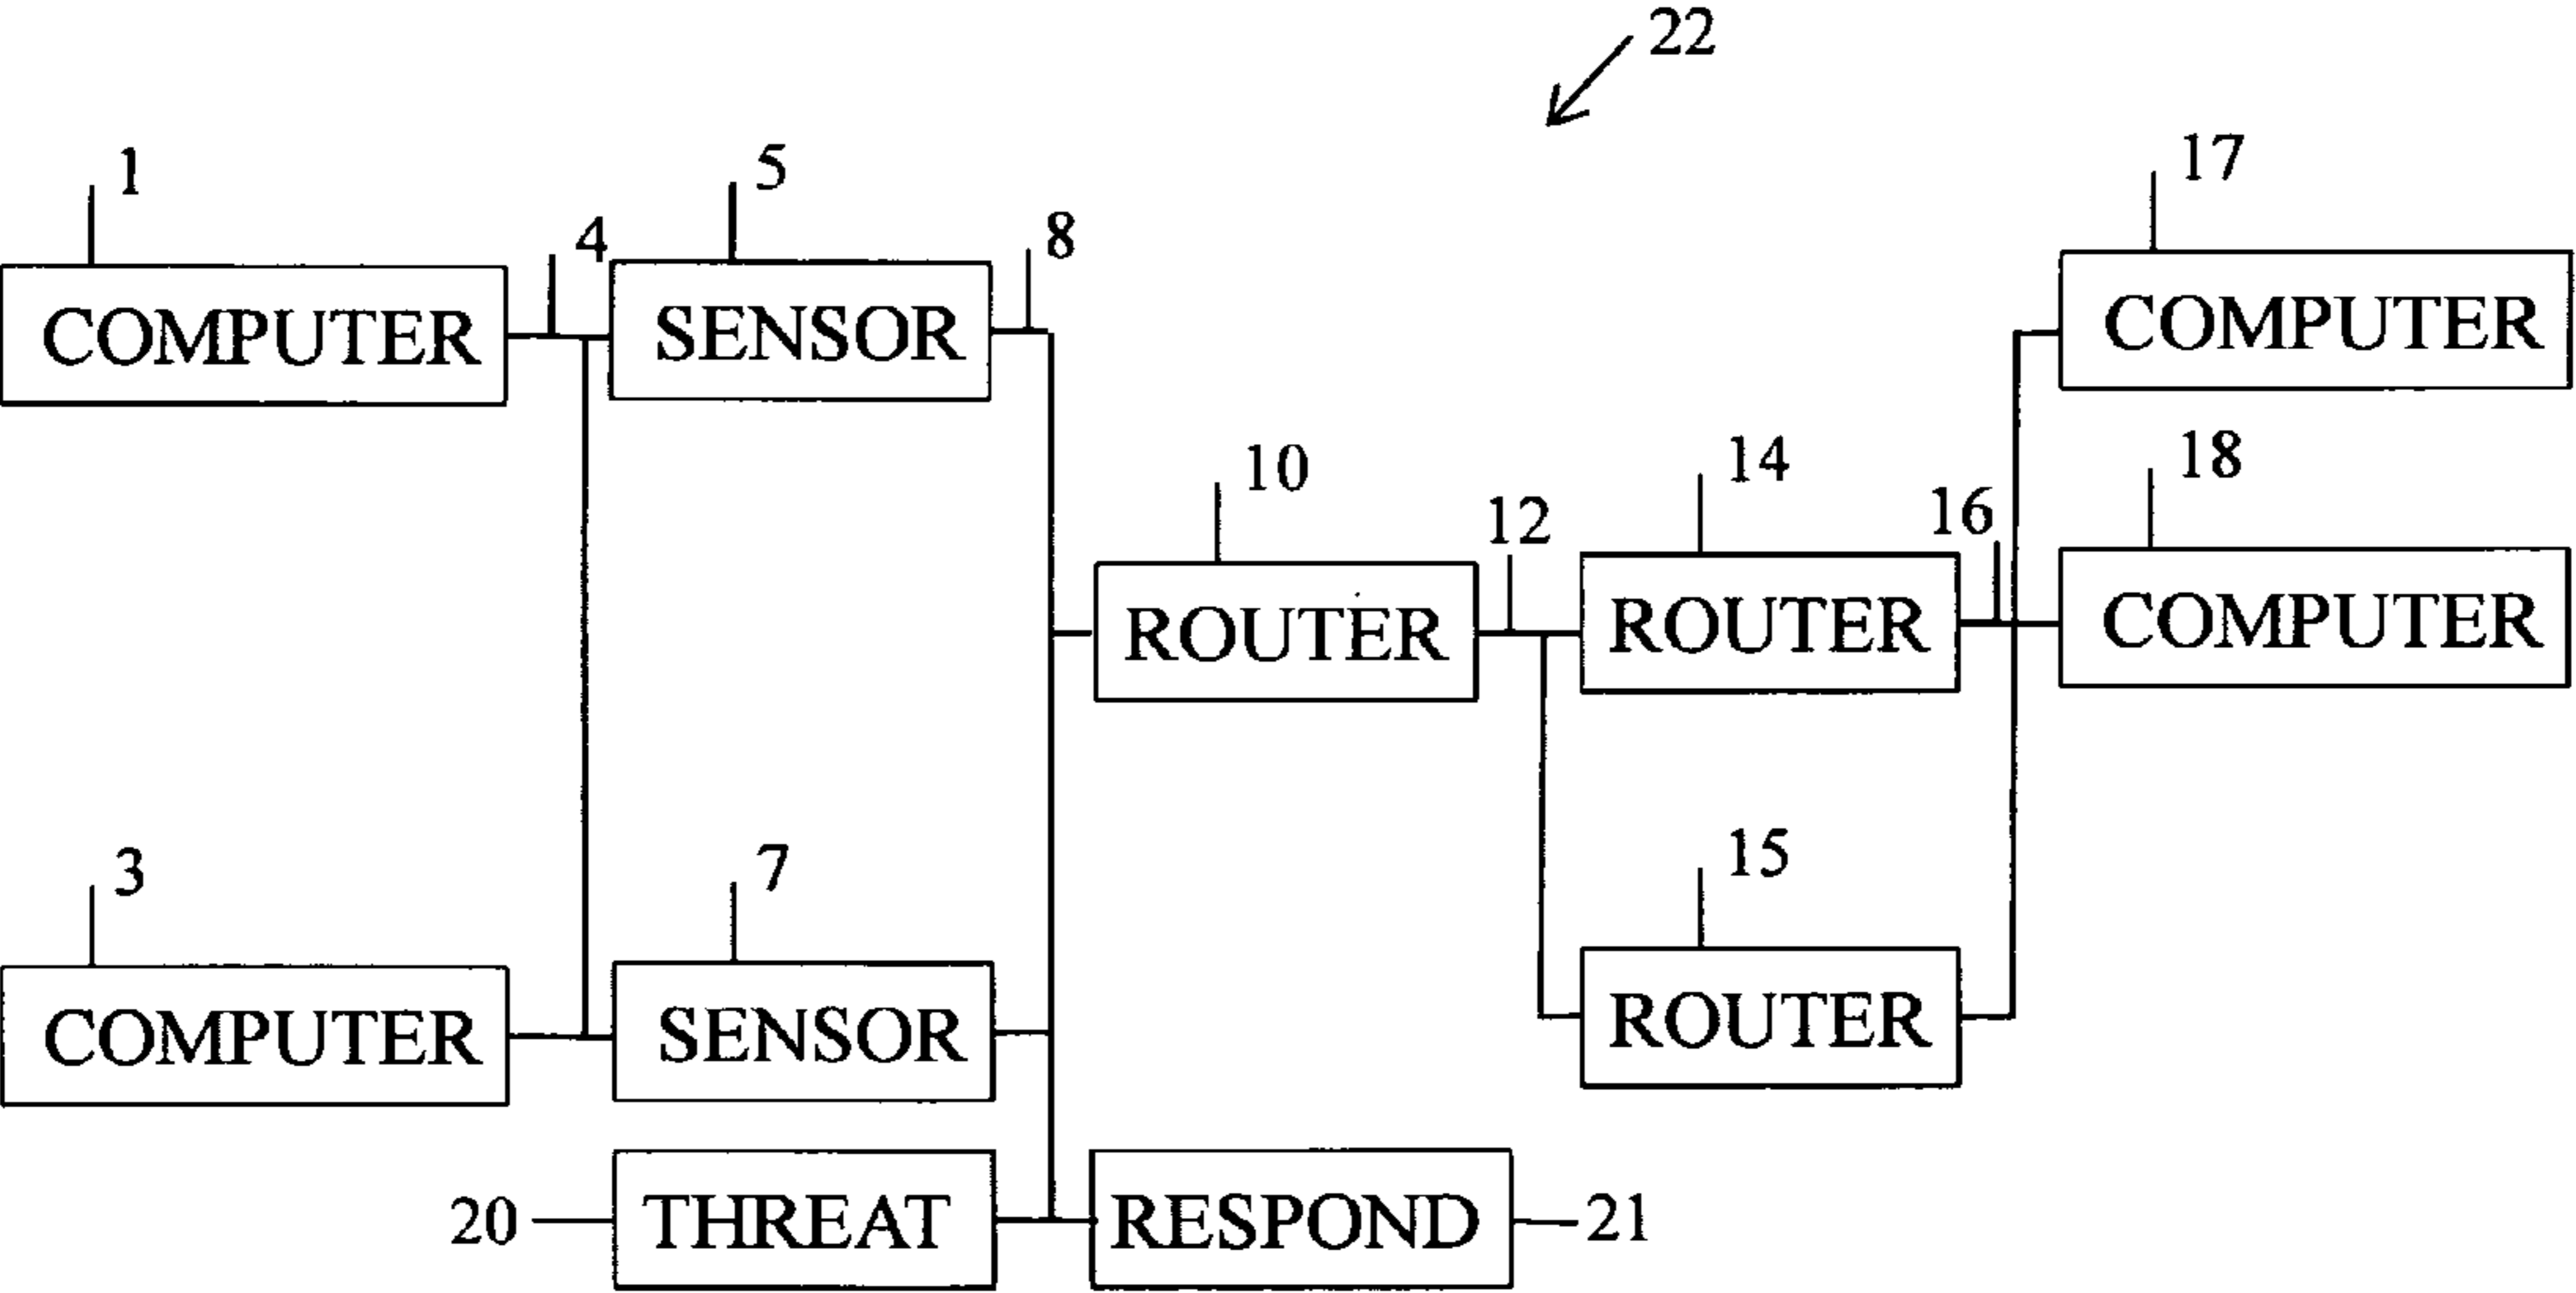 22
1
5
17
4
8
COMPUTER
SENSOR
COMPUTER
10
14
18
12
16
ROUTER
ROUTER
COMPUTER
3
7
15
COMPUTER
SENSOR
ROUTER
20
THREAT
RESPOND
21